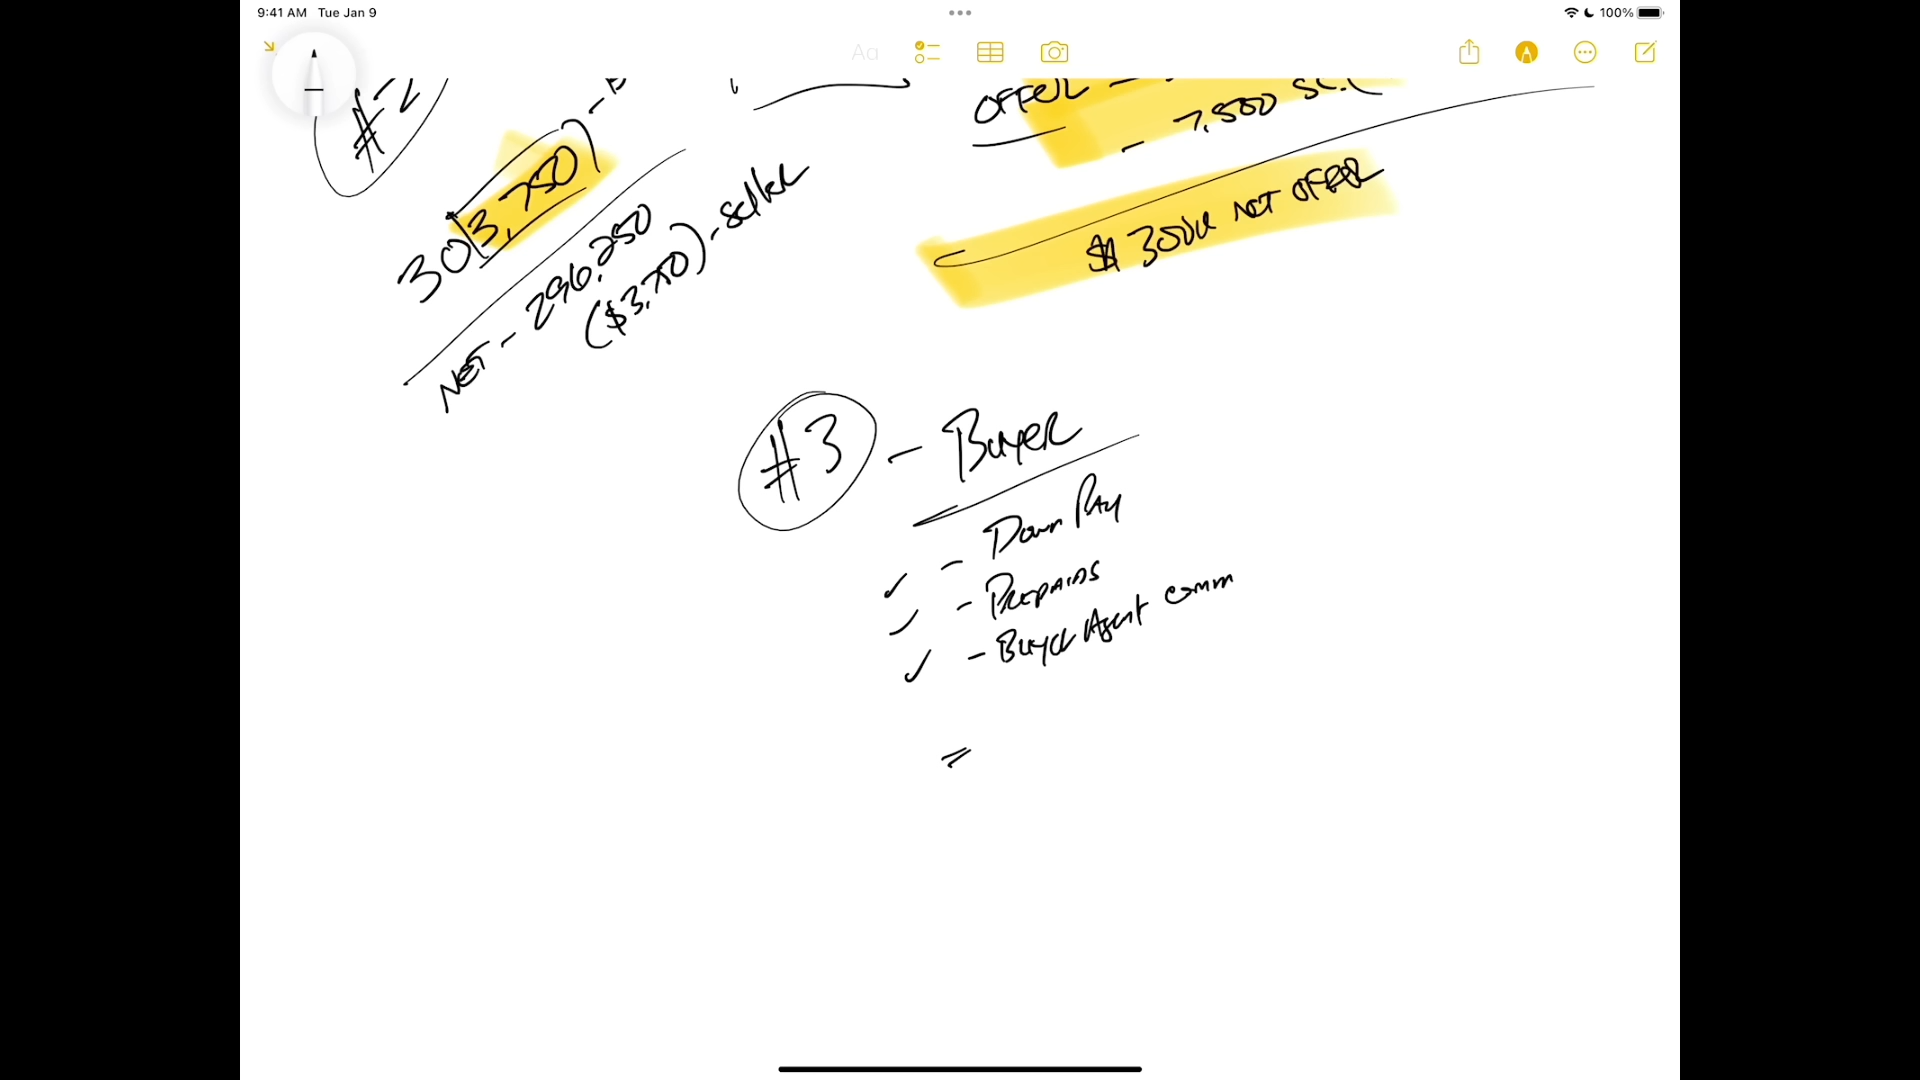 9:41 AM Tue Jan 9
100%
Aa
#2
303,750)
NET - 296,250
($3,750) - seller
OFFER -
- 7,500
$300K NET OFFER
#3 - BUYER
✓ - Down Pay
- PREPAIDS
✓ - Buyer Agent comm
=